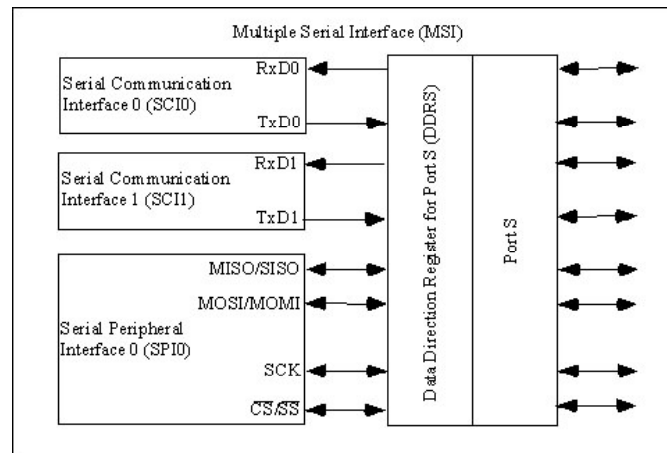 Multiple Serial Interface (MSI)
Serial Communication
Interface 0 (SCI0)
RxD0
TxD0
Serial Communication
Interface 1 (SCI1)
RxD1
TxD1
Serial Peripheral
Interface 0 (SPI0)
MISO/SISO
MOSI/MOMI
SCK
CS/SS
Data Direction Register for Port S (DDRS)
Port S